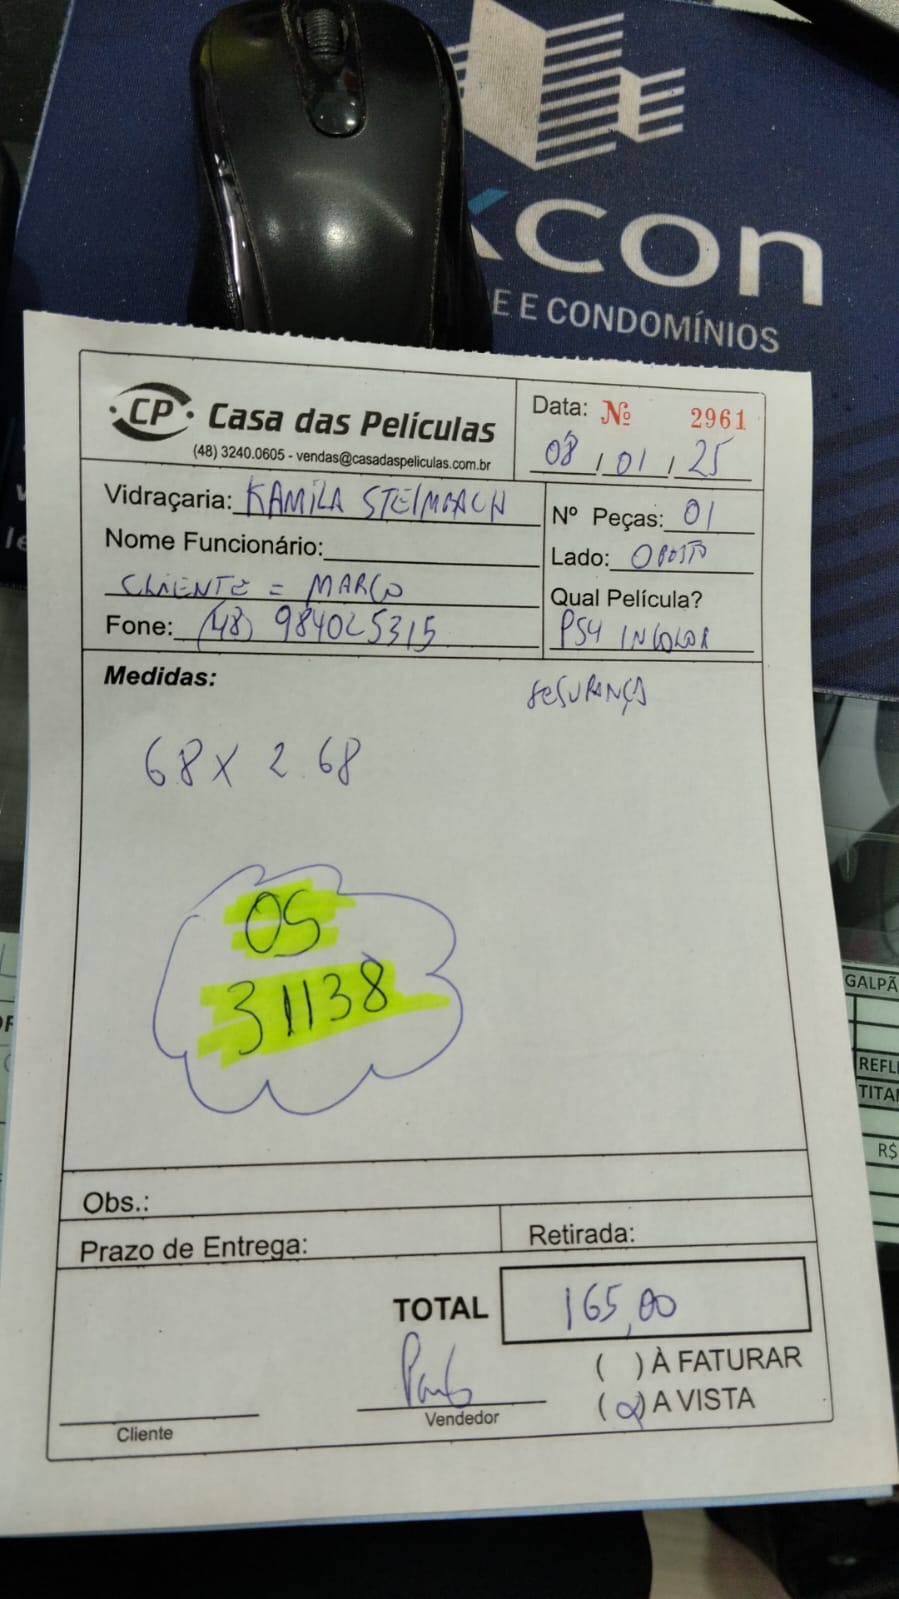 XCon
E E CONDOMÍNIOS
CP Casa das Películas
(48) 3240.0605 - vendas@casadaspeliculas.com.br
Data: Nº 2961
08 / 01 / 25
Vidraçaria: KAMILA STEIMBACH
Nome Funcionário:
CLIENTE = MARCO
Fone: (48) 984025315
Nº Peças: 01
Lado: OPOSTO
Qual Película?
PS4 INCOLOR
SEGURANÇA
Medidas:
68 X 2.68
OS
31138
Obs.:
Prazo de Entrega:
Retirada:
TOTAL 165,00
( ) À FATURAR
(X) A VISTA
Cliente
Vendedor
GALPÃ
REFL
TITA
R$